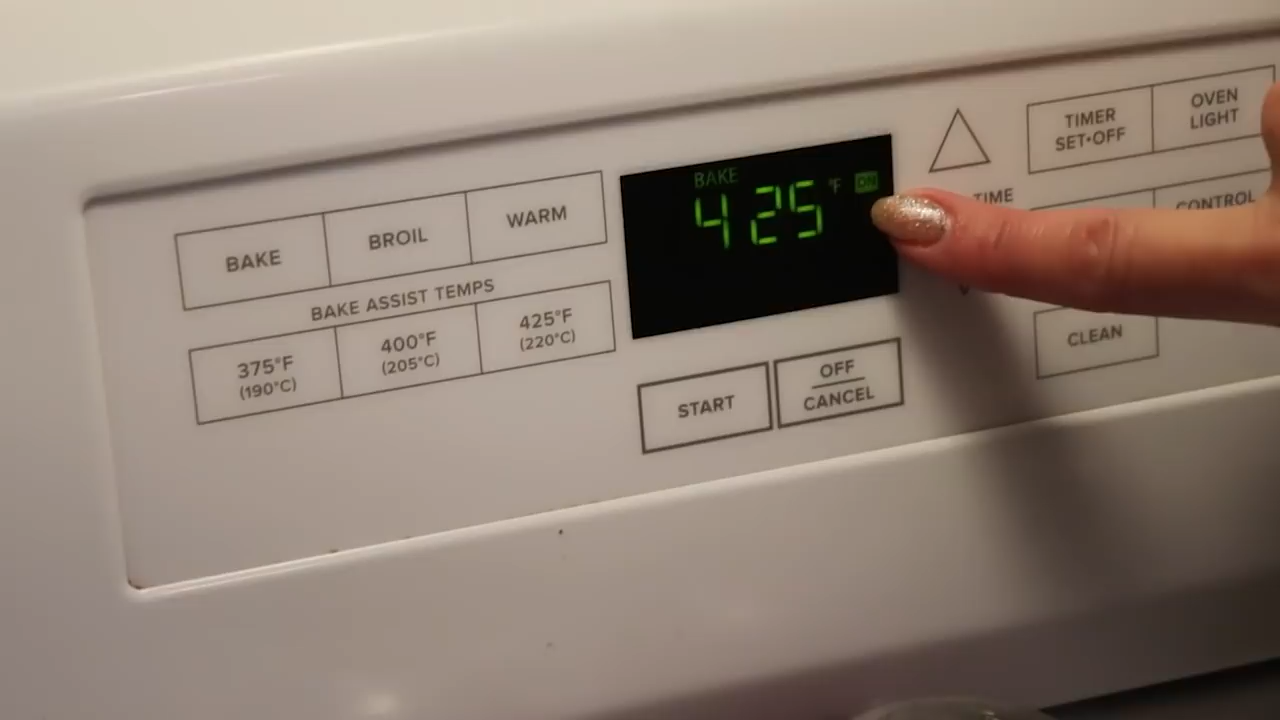 BAKE
BROIL
WARM
BAKE ASSIST TEMPS
375°F
(190°C)
400°F
(205°C)
425°F
(220°C)
BAKE
425 °F ON
START
OFF
CANCEL
TIME
TIMER
SET•OFF
OVEN
LIGHT
CONTROL
CLEAN